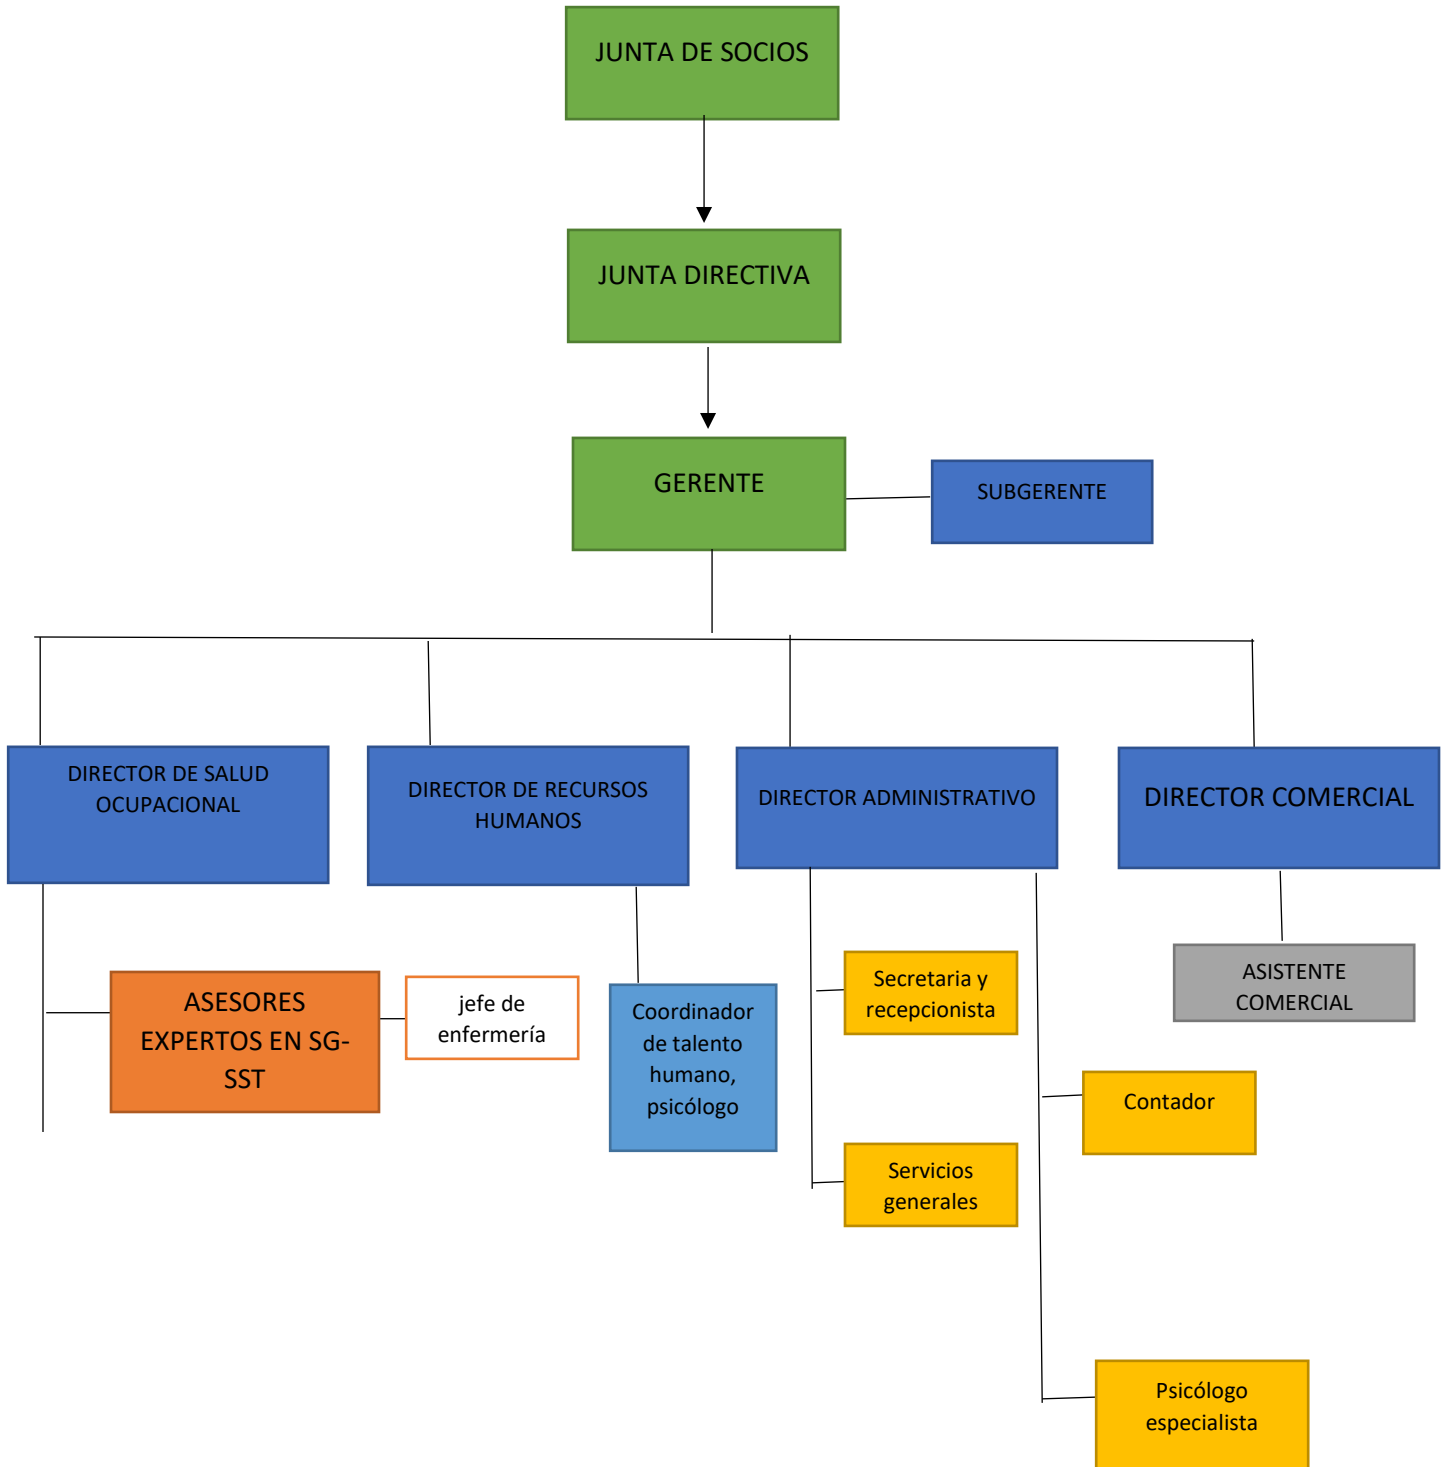 JUNTA DE SOCIOS
JUNTA DIRECTIVA
GERENTE
SUBGERENTE
DIRECTOR DE SALUD
OCUPACIONAL
DIRECTOR DE RECURSOS
HUMANOS
DIRECTOR ADMINISTRATIVO
DIRECTOR COMERCIAL
ASESORES
EXPERTOS EN SG-
SST
jefe de
enfermería
Coordinador
de talento
humano,
psicólogo
Secretaria y
recepcionista
Servicios
generales
ASISTENTE
COMERCIAL
Contador
Psicólogo
especialista